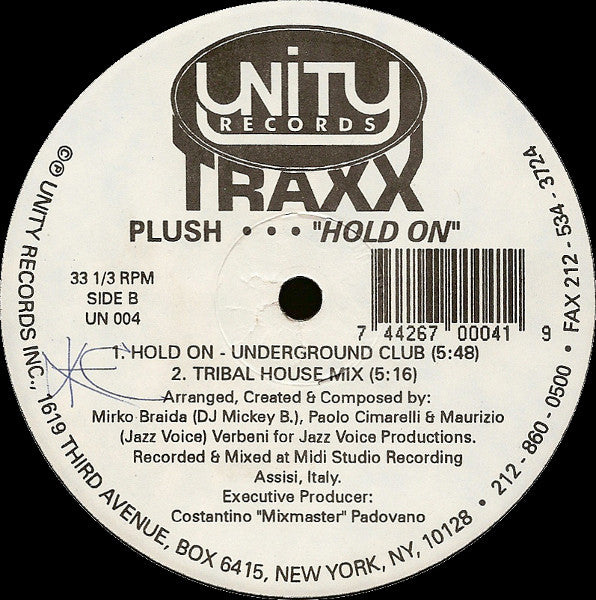 UNiTY
RECORDS
TRAXX
PLUSH • • • "HOLD ON"
33 1/3 RPM
SIDE B
UN 004
7 44267 00041 9
1. HOLD ON - UNDERGROUND CLUB (5:48)
2. TRIBAL HOUSE MIX (5:16)
Arranged, Created & Composed by:
Mirko Braida (DJ Mickey B.), Paolo Cimarelli & Maurizio
(Jazz Voice) Verbeni for Jazz Voice Productions.
Recorded & Mixed at Midi Studio Recording
Assisi, Italy.
Executive Producer:
Costantino "Mixmaster" Padovano
©℗ UNITY RECORDS INC., 1619 THIRD AVENUE, BOX 6415, NEW YORK, NY, 10128 • 212-860-0500 • FAX 212 - 534 - 3724